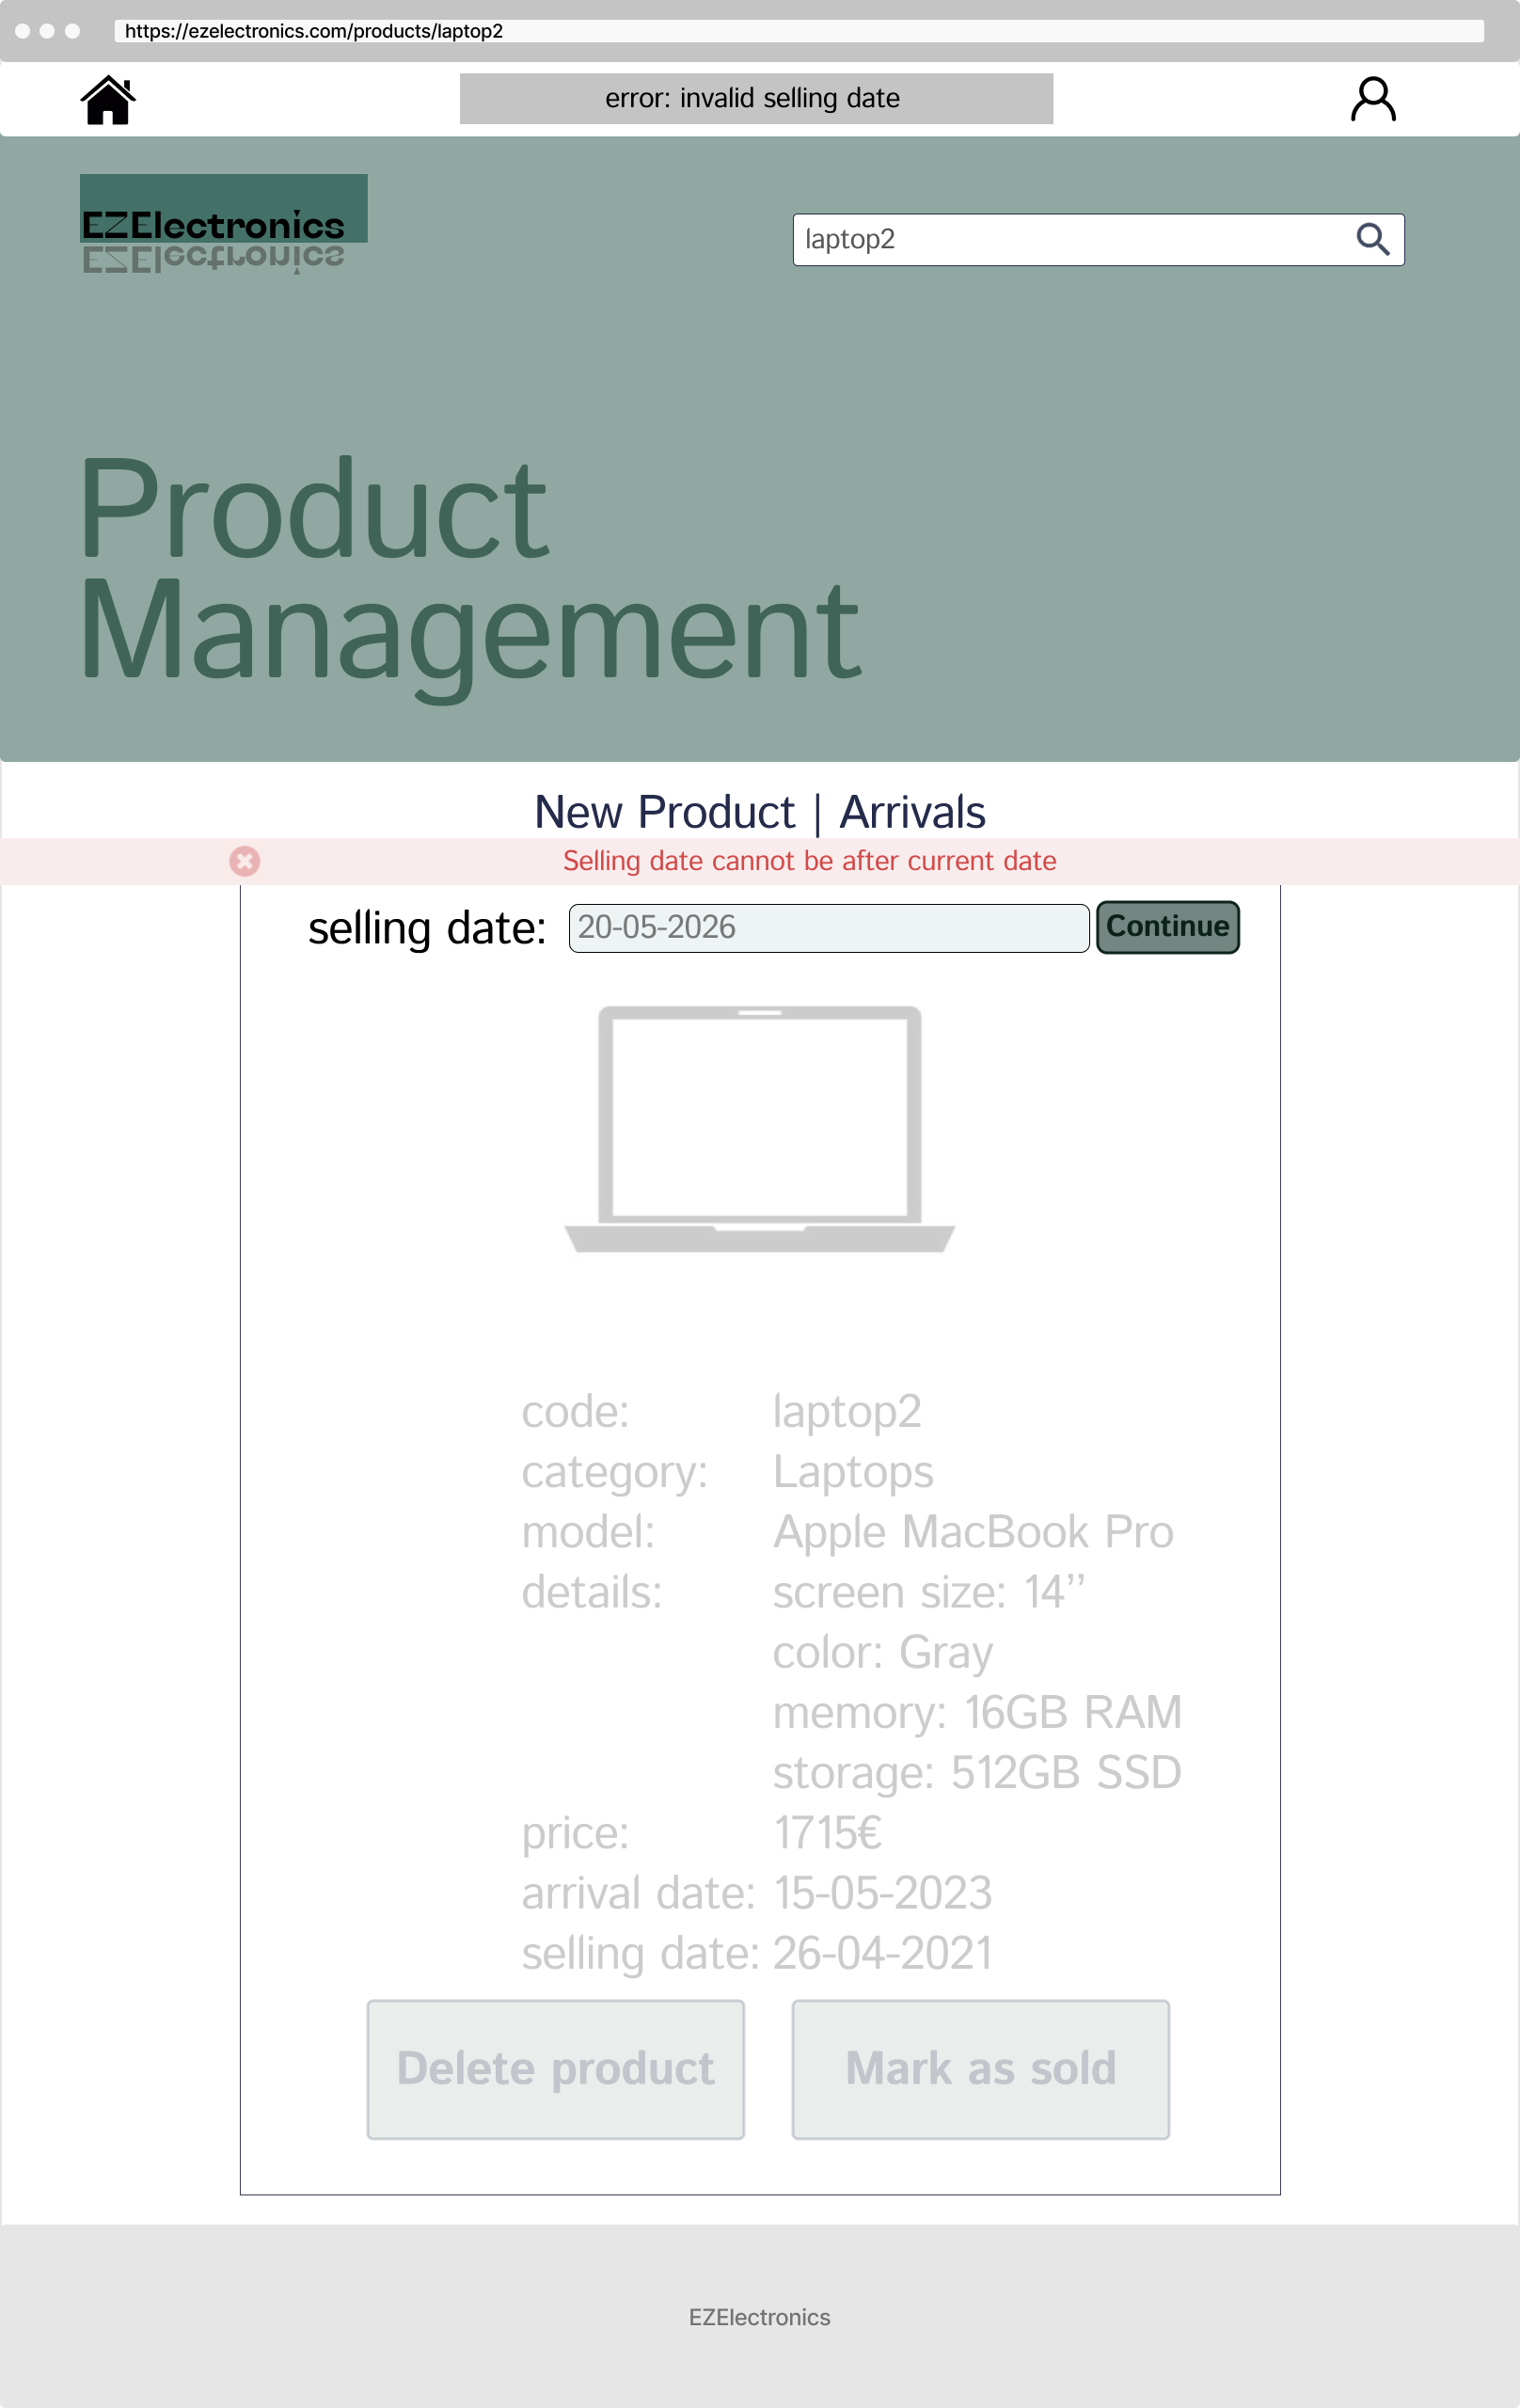 https://ezelectronics.com/products/laptop2
error: invalid selling date
EZElectronics
EZElectronics
laptop2
Product
Management
New Product | Arrivals
Selling date cannot be after current date
selling date: 20-05-2026 Continue
code: laptop2
category: Laptops
model: Apple MacBook Pro
details: screen size: 14’’
color: Gray
memory: 16GB RAM
storage: 512GB SSD
price: 1715€
arrival date: 15-05-2023
selling date: 26-04-2021
Delete product Mark as sold
EZElectronics